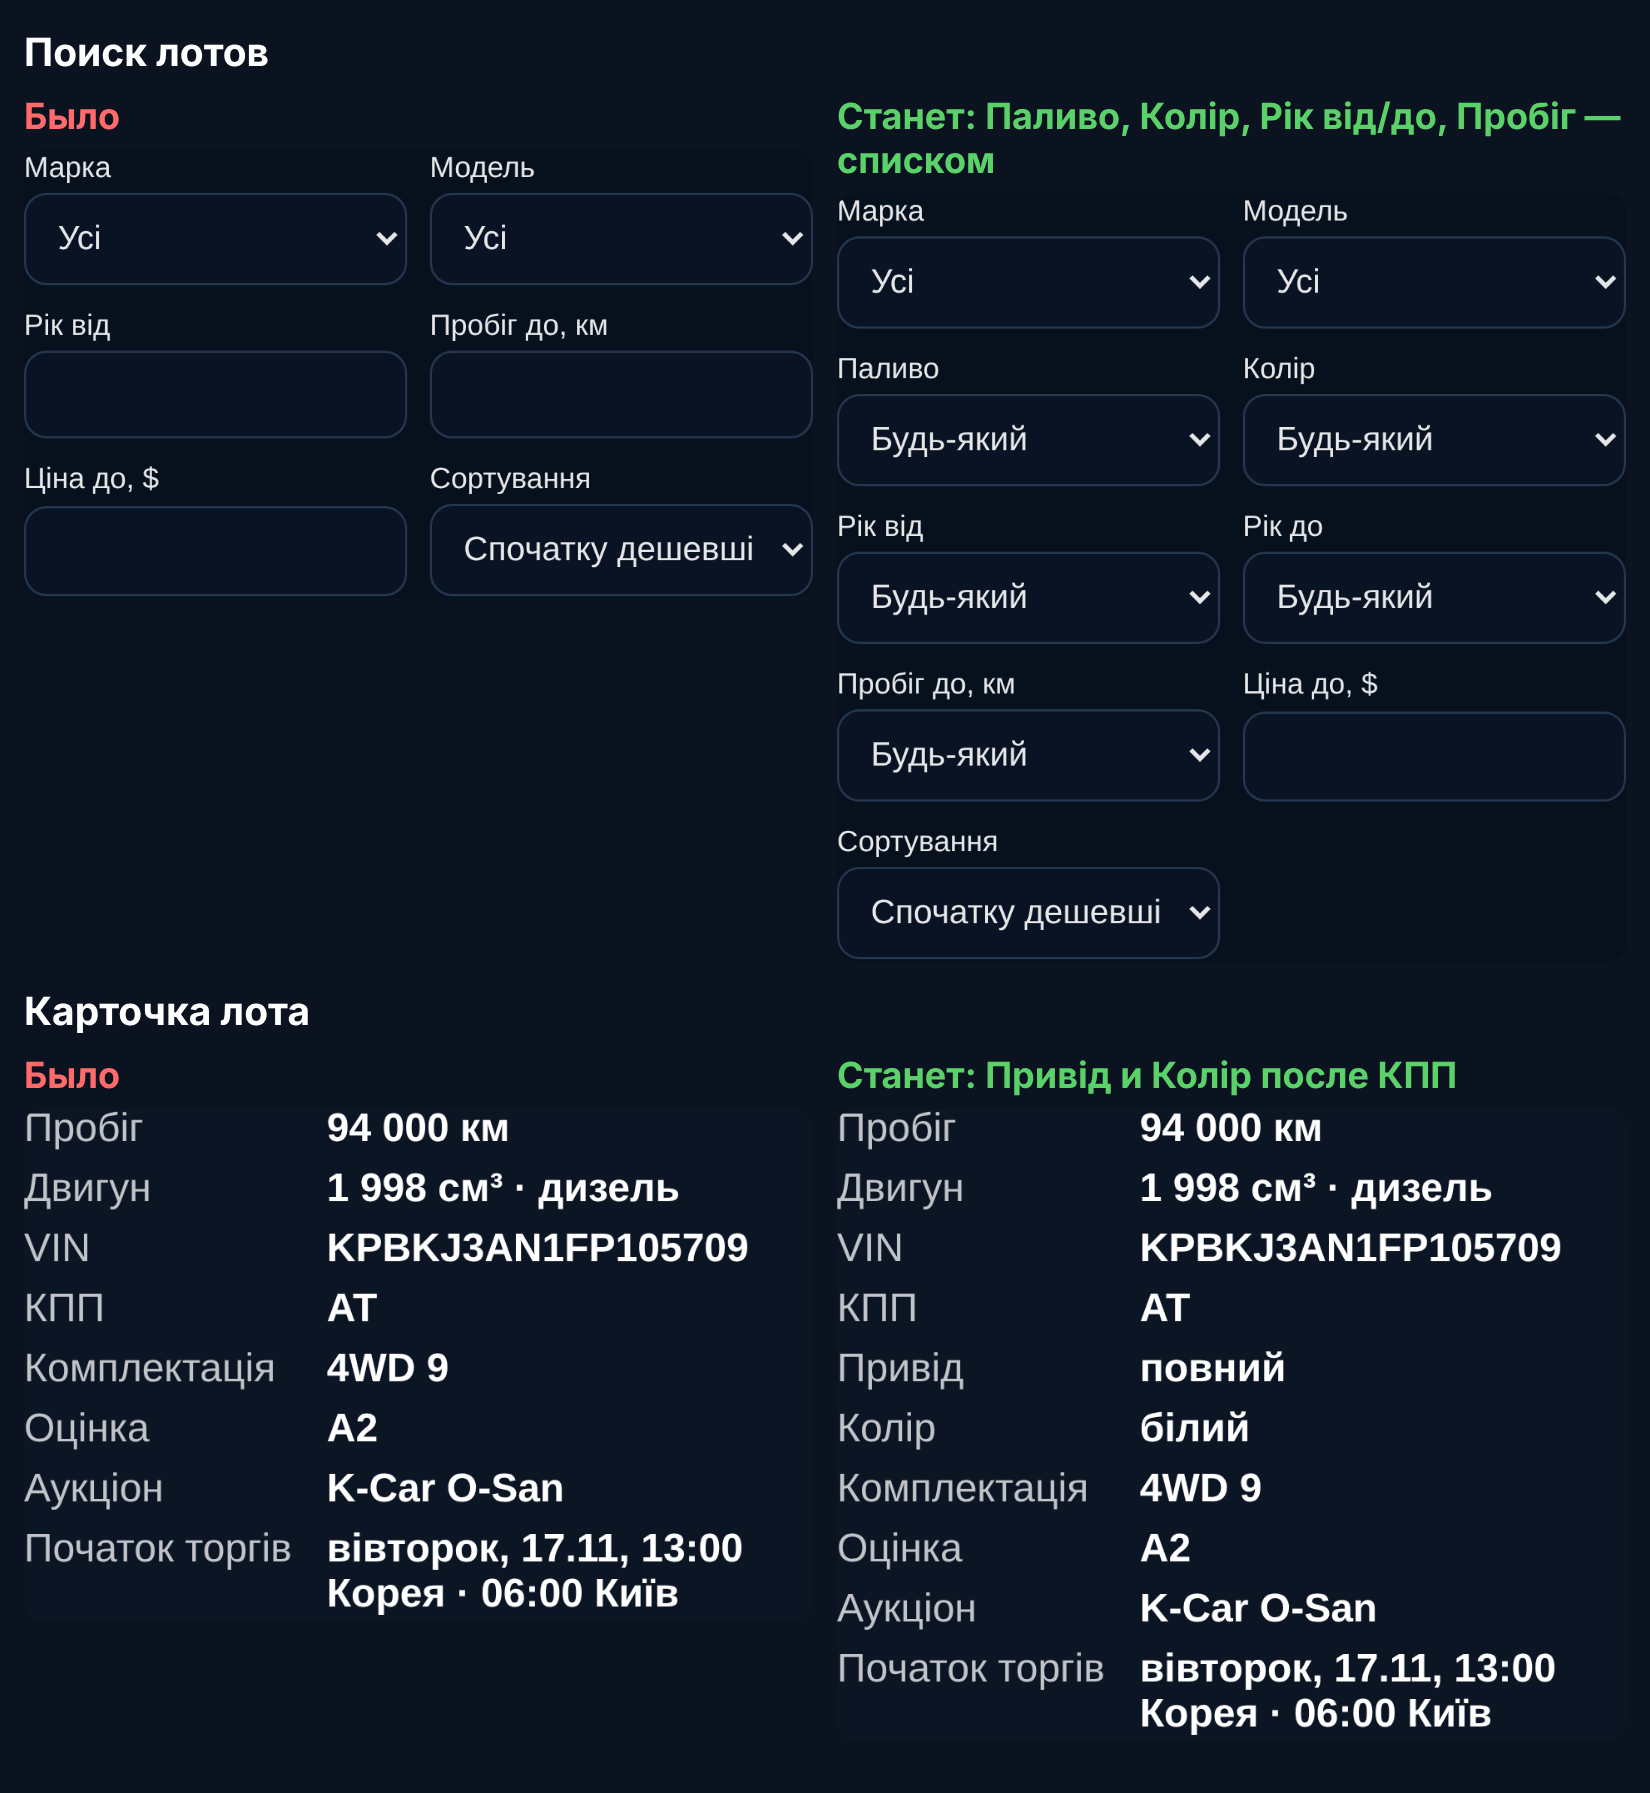 Поиск лотов
Было
Марка Модель
Усі Усі
Рік від Пробіг до, км
Ціна до, $ Сортування
Спочатку дешевші
Станет: Паливо, Колір, Рік від/до, Пробіг —
списком
Марка Модель
Усі Усі
Паливо Колір
Будь-який Будь-який
Рік від Рік до
Будь-який Будь-який
Пробіг до, км Ціна до, $
Будь-який
Сортування
Спочатку дешевші
Карточка лота
Было
Пробіг 94 000 км
Двигун 1 998 см³ · дизель
VIN KPBKJ3AN1FP105709
КПП AT
Комплектація 4WD 9
Оцінка A2
Аукціон K-Car O-San
Початок торгів вівторок, 17.11, 13:00
Корея · 06:00 Київ
Станет: Привід и Колір после КПП
Пробіг 94 000 км
Двигун 1 998 см³ · дизель
VIN KPBKJ3AN1FP105709
КПП AT
Привід повний
Колір білий
Комплектація 4WD 9
Оцінка A2
Аукціон K-Car O-San
Початок торгів вівторок, 17.11, 13:00
Корея · 06:00 Київ